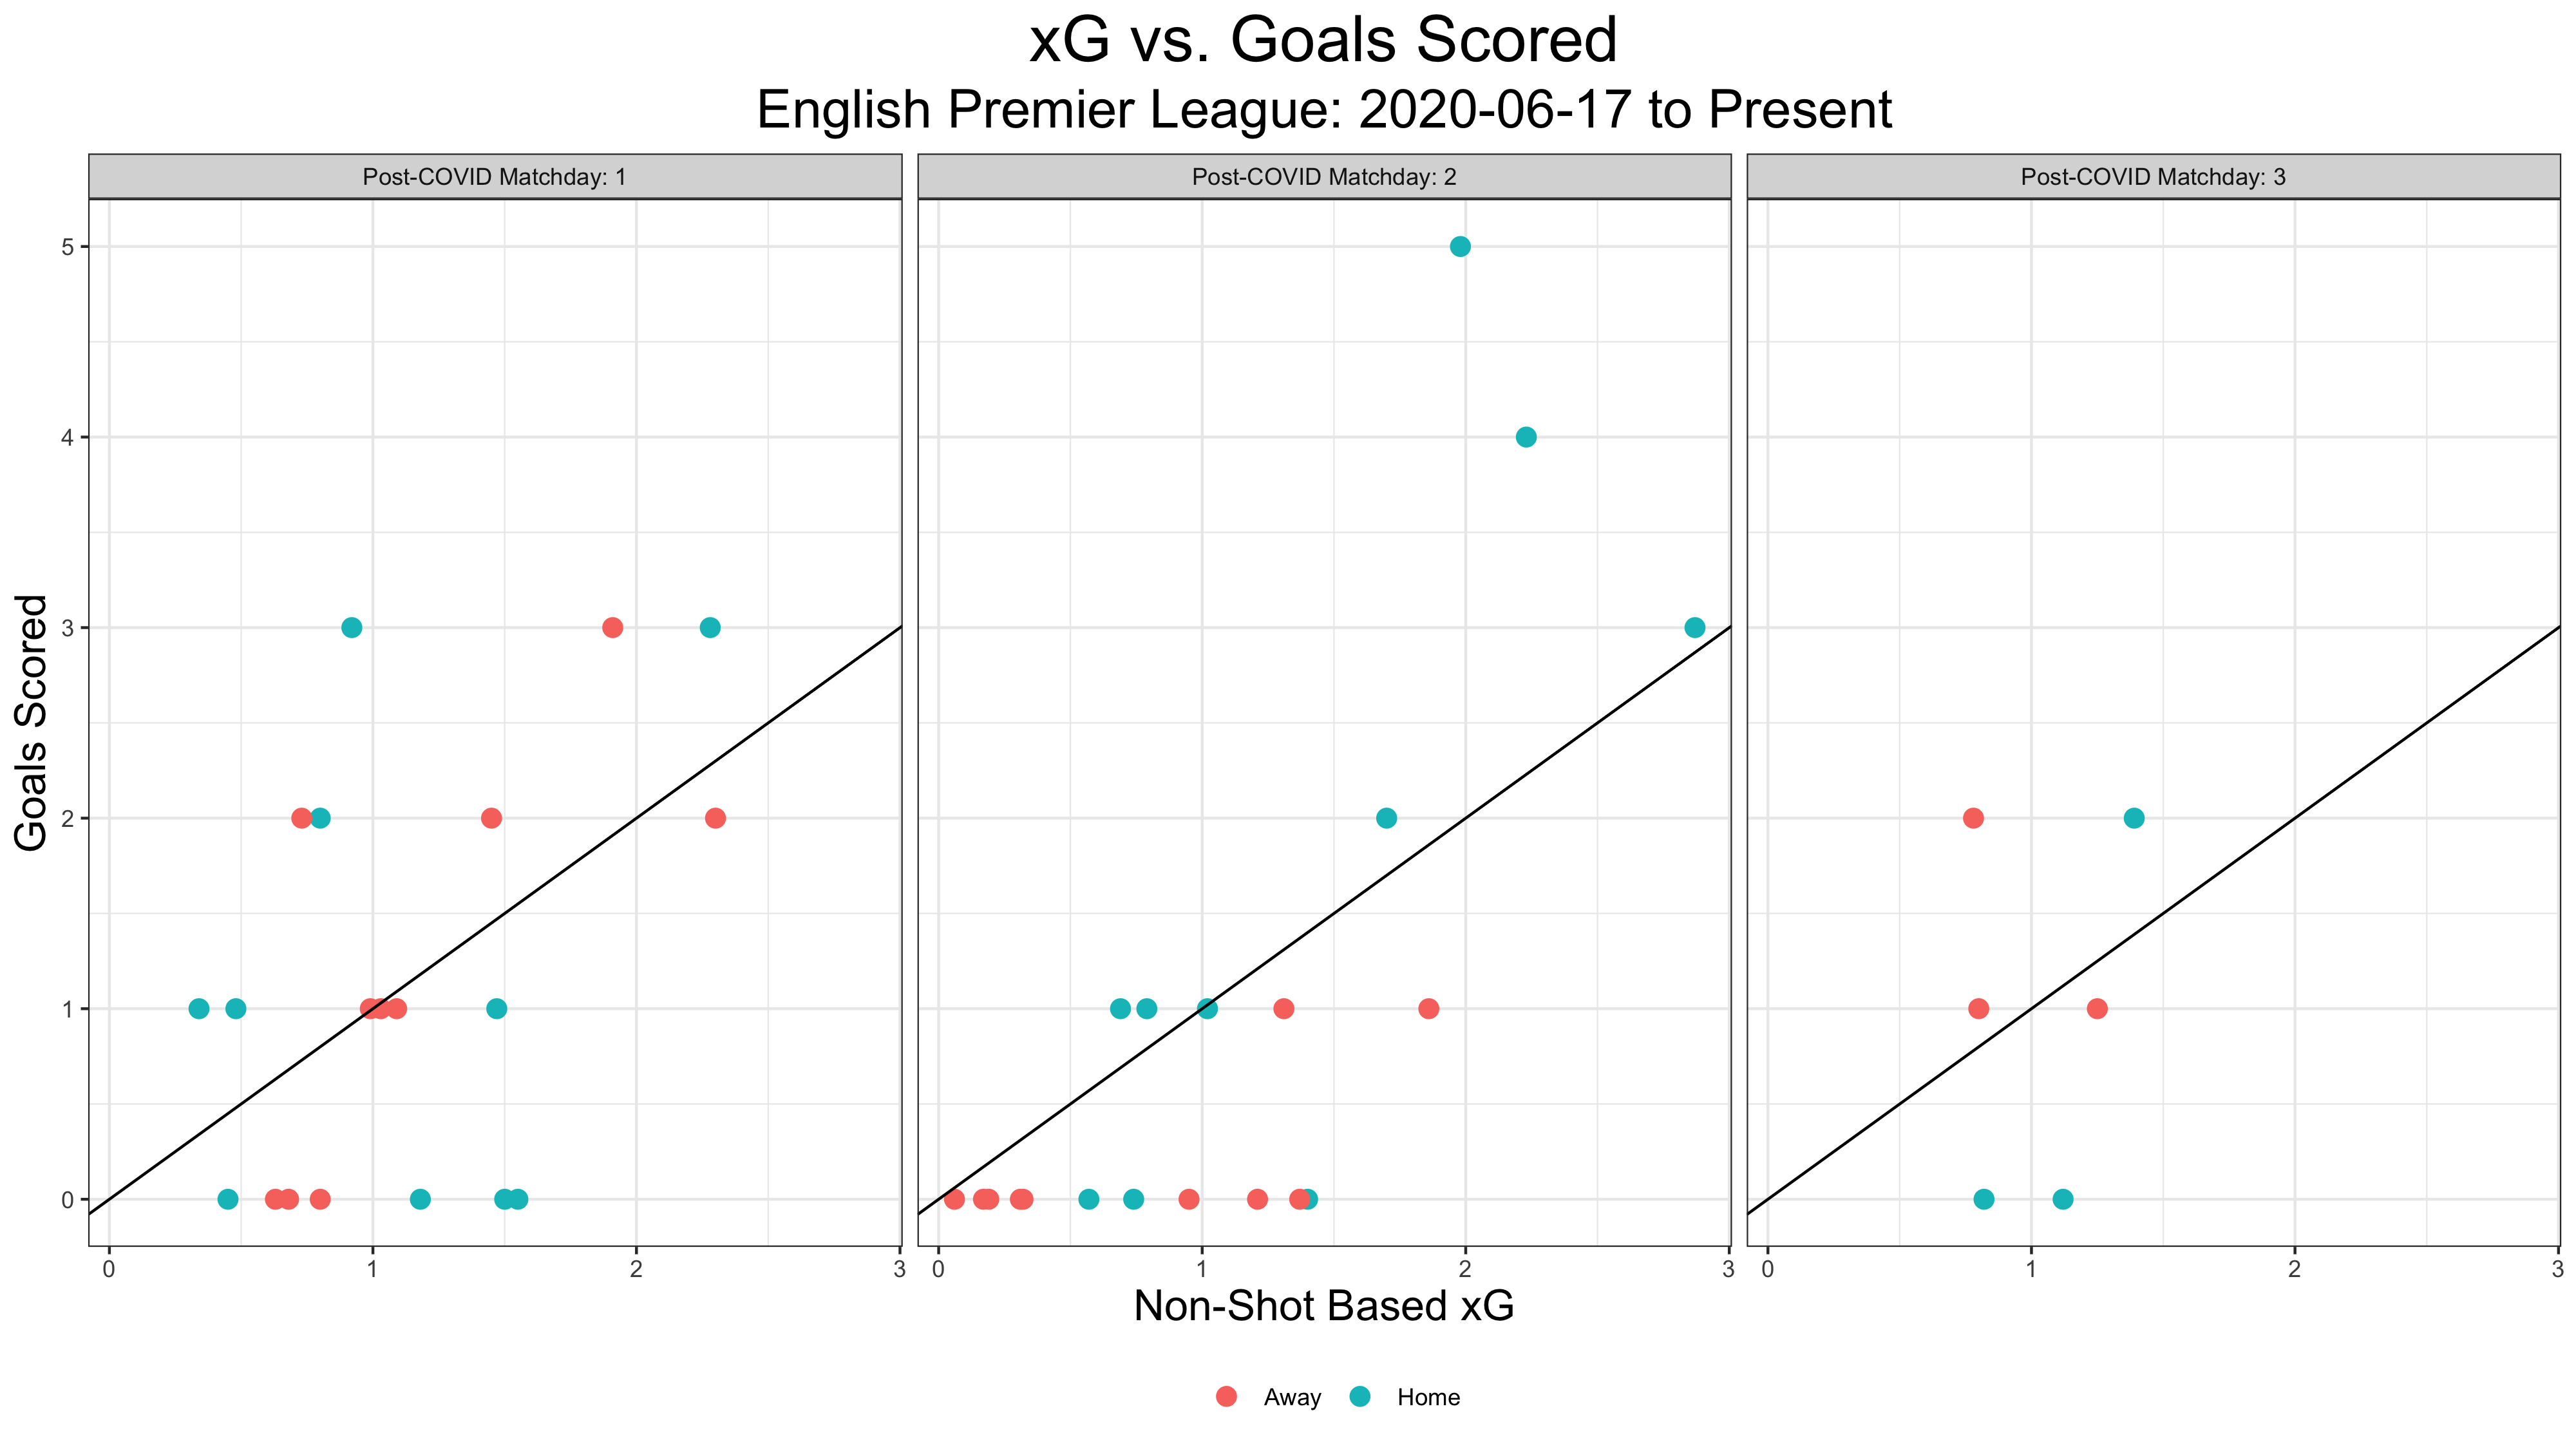 xG vs. Goals Scored
English Premier League: 2020-06-17 to Present
Post-COVID Matchday: 1
Post-COVID Matchday: 2
Post-COVID Matchday: 3
Goals Scored
5
4
3
2
1
0
0 1 2 3
0 1 2 3
0 1 2 3
Non-Shot Based xG
Away
Home